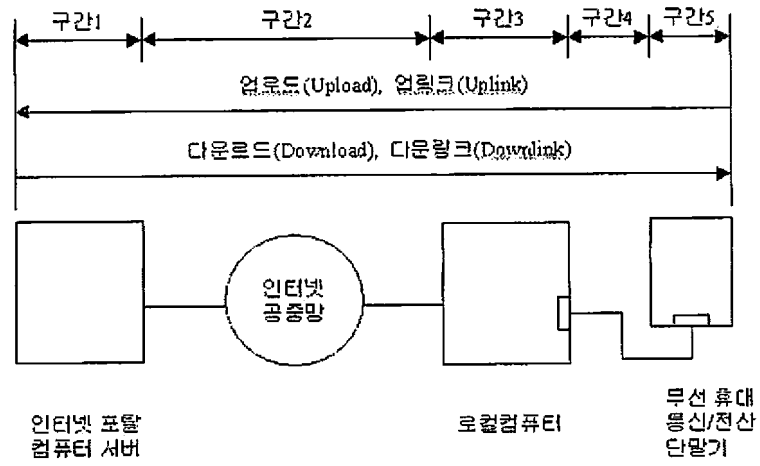 구간1
구간2
구간3
구간4
구간5
업로드(Upload), 업링크(Uplink)
다운로드(Download), 다운링크(Downlink)
인터넷
공중망
인터넷 포탈
컴퓨터 서버
로컬컴퓨터
무선 휴대
통신/전산
단말기